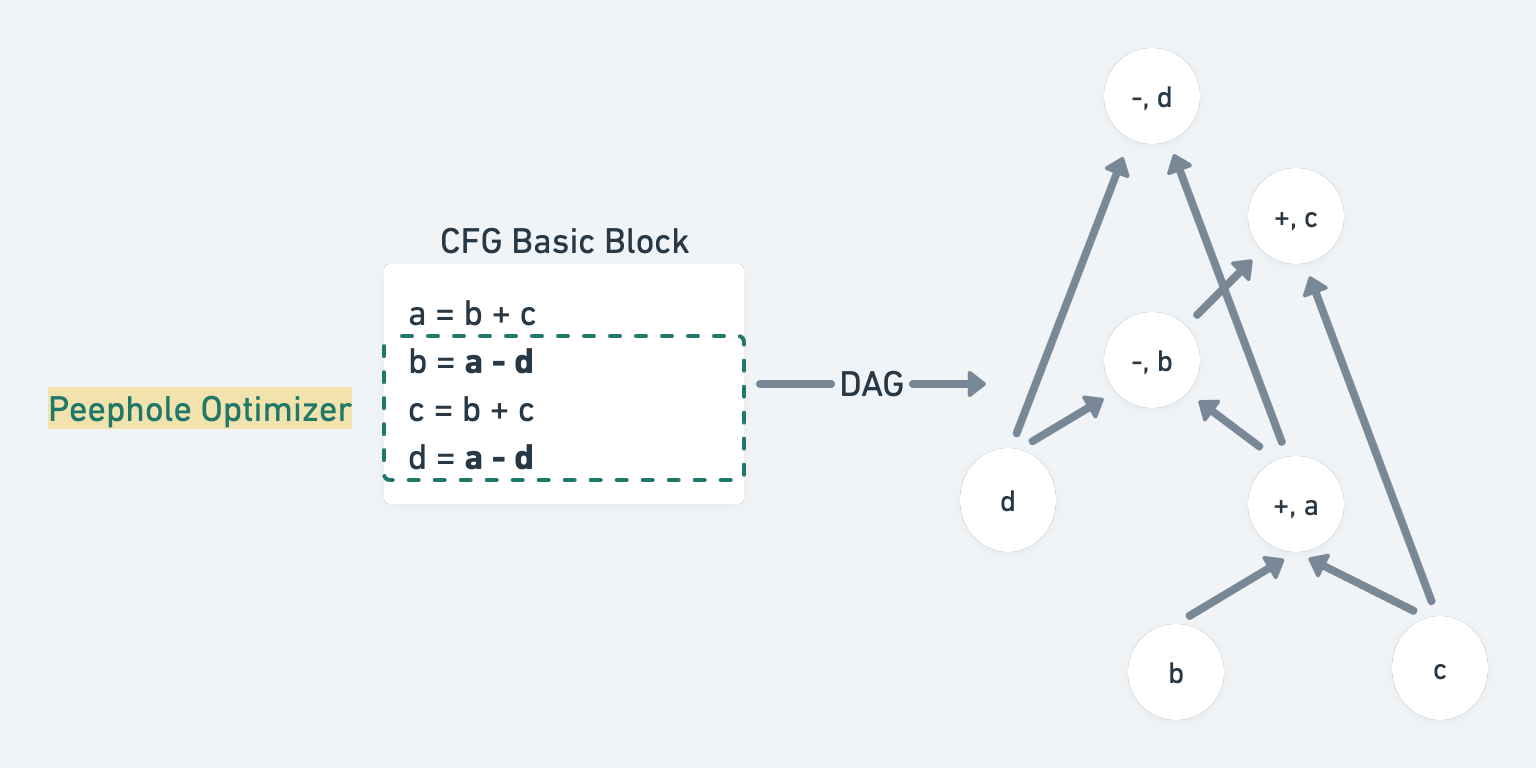 Peephole Optimizer
CFG Basic Block
a = b + c
b = a - d
c = b + c
d = a - d
DAG
-, d
+, c
-, b
d
+, a
b
c